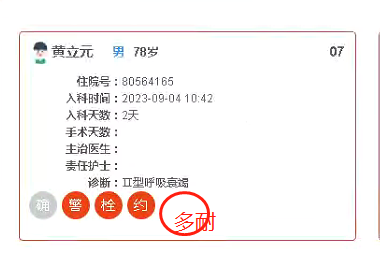 黄立元 男 78岁 07
住院号：80564165
入科时间：2023-09-04 10:42
入科天数：2天
手术天数：
主治医生：
责任护士：
诊断：II型呼吸衰竭
确 警 栓 约 多耐